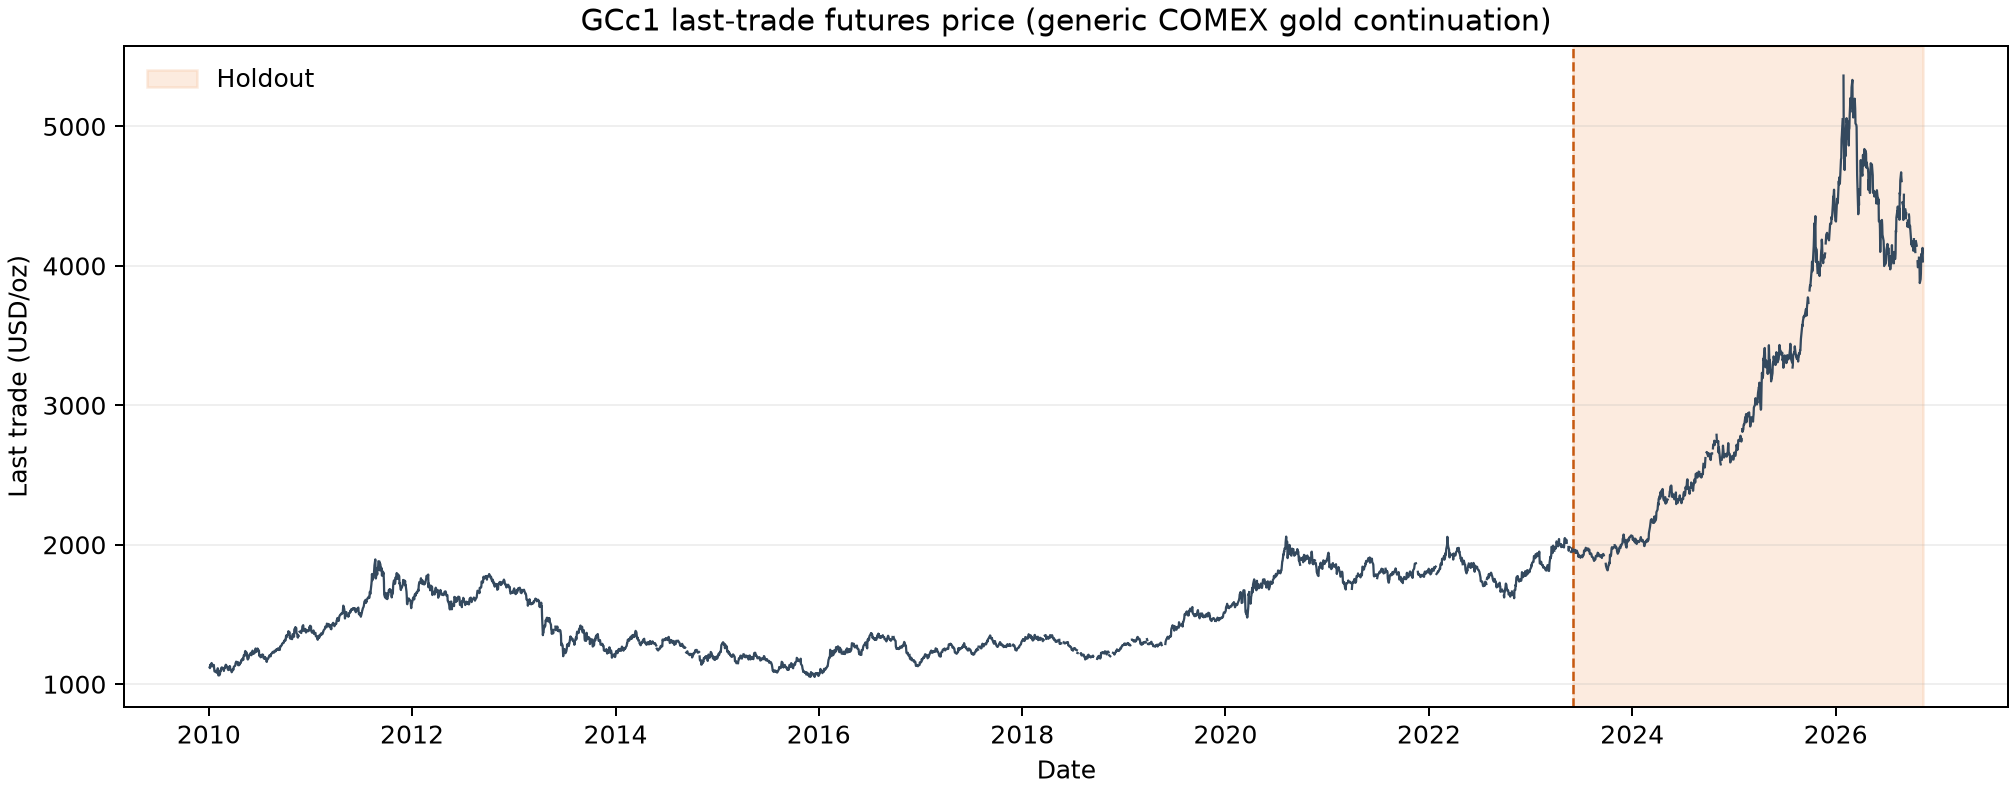 GCc1 last-trade futures price (generic COMEX gold continuation)
Holdout
Last trade (USD/oz)
5000
4000
3000
2000
1000
2010 2012 2014 2016 2018 2020 2022 2024 2026
Date